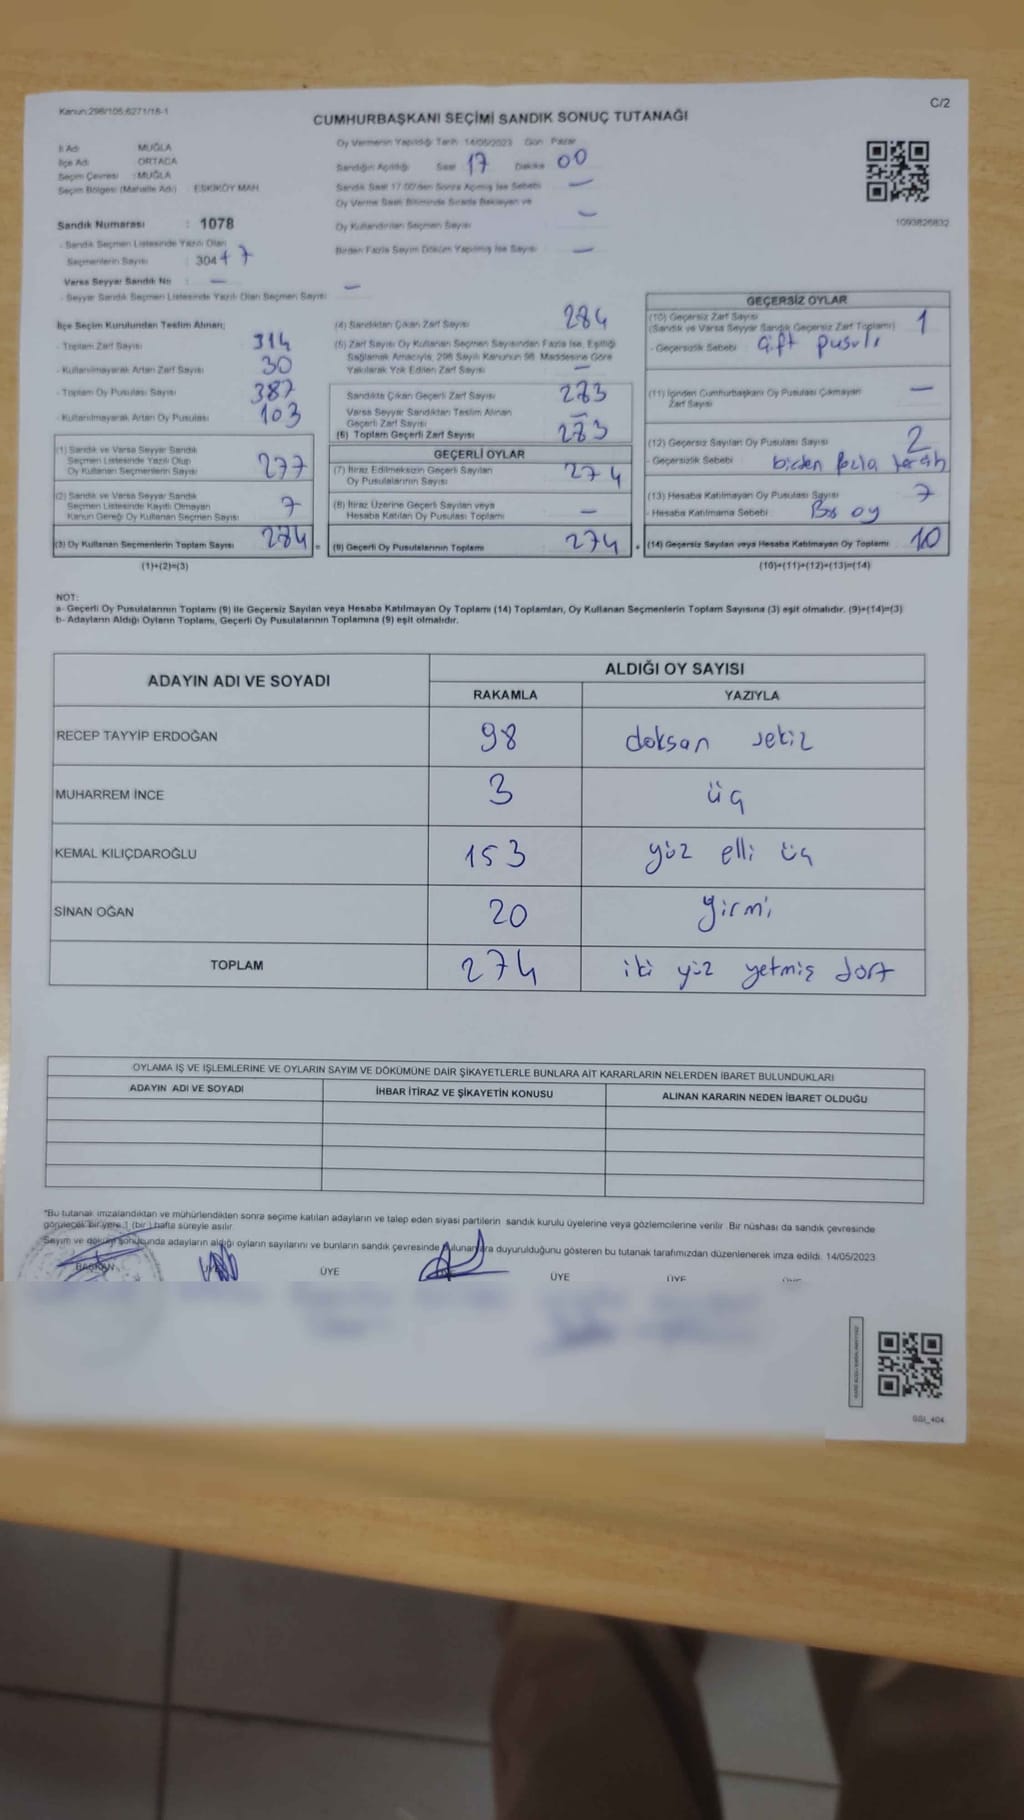 Kanun:298/105,6271/16-1
C/2
CUMHURBAŞKANI SEÇİMİ SANDIK SONUÇ TUTANAĞI
İl Adı MUĞLA
İlçe Adı ORTACA
Seçim Çevresi : MUĞLA
Seçim Bölgesi (Mahalle Adı) ESKİKÖY MAH.
Sandık Numarası : 1078
- Sandık Seçmen Listesinde Yazılı Olan
Seçmenlerin Sayısı : 304 + 7
Varsa Seyyar Sandık No : —
- Seyyar Sandık Seçmen Listesinde Yazılı Olan Seçmen Sayısı : —
Oy Vermenin Yapıldığı Tarih : 14/05/2023 Gün : Pazar
Sandığın Açıldığı Saat 17 Dakika 00
Sandık Saat 17:00'den Sonra Açılmış İse Sebebi —
Oy Verme Saati Bitiminde Sırada Bekleyen ve
Oy Kullandırılan Seçmen Sayısı —
Birden Fazla Sayım Döküm Yapılmış İse Sayısı —
1093826832
İlçe Seçim Kurulundan Teslim Alınan;
- Toplam Zarf Sayısı 314
- Kullanılmayarak Artan Zarf Sayısı 30
- Toplam Oy Pusulası Sayısı 387
- Kullanılmayarak Artan Oy Pusulası 103
(1) Sandık ve Varsa Seyyar Sandık
Seçmen Listesinde Yazılı Olup
Oy Kullanan Seçmenlerin Sayısı 277
(2) Sandık ve Varsa Seyyar Sandık
Seçmen Listesinde Kayıtlı Olmayan
Kanun Gereği Oy Kullanan Seçmen Sayısı 7
(3) Oy Kullanan Seçmenlerin Toplam Sayısı 284 =
(1)+(2)=(3)
(4) Sandıktan Çıkan Zarf Sayısı 284
(5) Zarf Sayısı Oy Kullanan Seçmen Sayısından Fazla İse, Eşitliği
Sağlamak Amacıyla, 298 Sayılı Kanunun 98. Maddesine Göre
Yakılarak Yok Edilen Zarf Sayısı —
Sandıkta Çıkan Geçerli Zarf Sayısı 283
Varsa Seyyar Sandıktan Teslim Alınan
Geçerli Zarf Sayısı —
(6) Toplam Geçerli Zarf Sayısı 283
GEÇERLİ OYLAR
(7) İtiraz Edilmeksizin Geçerli Sayılan
Oy Pusulalarının Sayısı 274
(8) İtiraz Üzerine Geçerli Sayılan veya
Hesaba Katılan Oy Pusulası Toplamı —
(9) Geçerli Oy Pusulalarının Toplamı 274 +
GEÇERSİZ OYLAR
(10) Geçersiz Zarf Sayısı 1
(Sandık ve Varsa Seyyar Sandık Geçersiz Zarf Toplamı)
- Geçersizlik Sebebi Çift pusulı
(11) İçinden Cumhurbaşkanı Oy Pusulası Çıkmayan
Zarf Sayısı —
(12) Geçersiz Sayılan Oy Pusulası Sayısı 2
- Geçersizlik Sebebi birden fazla tercih
(13) Hesaba Katılmayan Oy Pusulası Sayısı 7
- Hesaba Katılmama Sebebi Boş oy
(14) Geçersiz Sayılan veya Hesaba Katılmayan Oy Toplamı 10
(10)+(11)+(12)+(13)=(14)
NOT:
a- Geçerli Oy Pusulalarının Toplamı (9) ile Geçersiz Sayılan veya Hesaba Katılmayan Oy Toplamı (14) Toplamları, Oy Kullanan Seçmenlerin Toplam Sayısına (3) eşit olmalıdır. (9)+(14)=(3)
b- Adayların Aldığı Oyların Toplamı, Geçerli Oy Pusulalarının Toplamına (9) eşit olmalıdır.
ADAYIN ADI VE SOYADI
ALDIĞI OY SAYISI
RAKAMLA YAZIYLA
RECEP TAYYİP ERDOĞAN 98 doksan sekiz
MUHARREM İNCE 3 üç
KEMAL KILIÇDAROĞLU 153 yüz elli üç
SİNAN OĞAN 20 yirmi
TOPLAM 274 iki yüz yetmiş dört
OYLAMA İŞ VE İŞLEMLERİNE VE OYLARIN SAYIM VE DÖKÜMÜNE DAİR ŞİKAYETLERLE BUNLARA AİT KARARLARIN NELERDEN İBARET BULUNDUKLARI
ADAYIN ADI VE SOYADI İHBAR İTİRAZ VE ŞİKAYETİN KONUSU ALINAN KARARIN NEDEN İBARET OLDUĞU
*Bu tutanak imzalandıktan ve mühürlendikten sonra seçime katılan adayların ve talep eden siyasi partilerin sandık kurulu üyelerine veya gözlemcilerine verilir. Bir nüshası da sandık çevresinde
görülecek bir yere 1 (bir) hafta süreyle asılır.
Sayım ve döküm sonucunda adayların aldığı oyların sayılarını ve bunların sandık çevresinde bulunanlara duyurulduğunu gösteren bu tutanak tarafımızdan düzenlenerek imza edildi. 14/05/2023
BAŞKAN ÜYE ÜYE ÜYE ÜYE
SSI_404